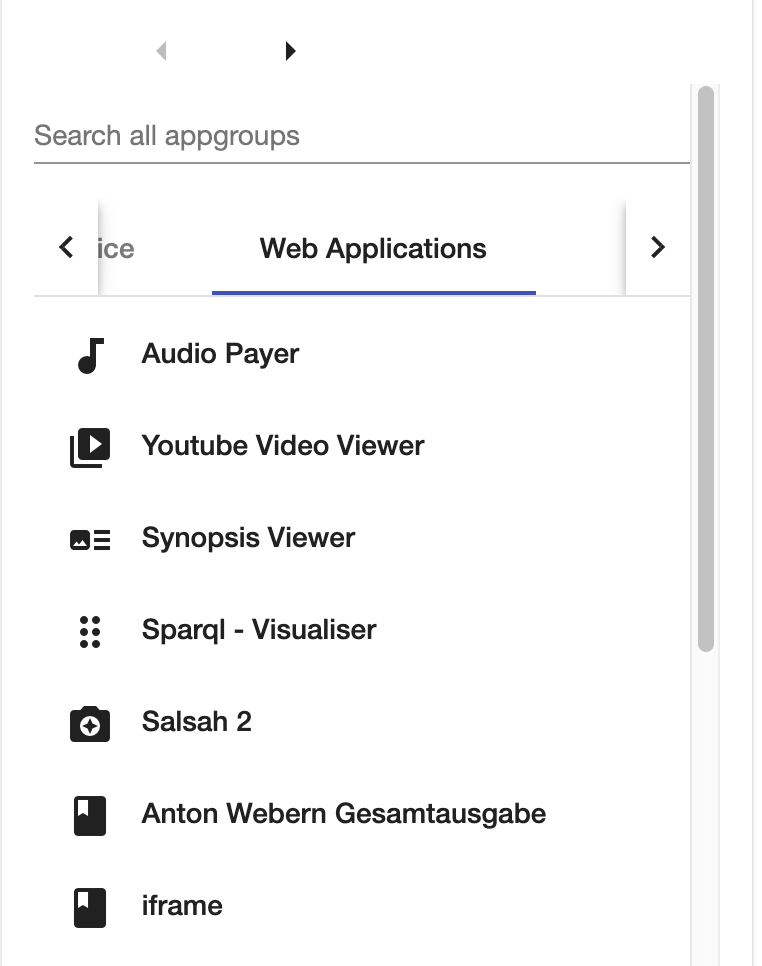 Search all appgroups
ice
Web Applications
Audio Payer
Youtube Video Viewer
Synopsis Viewer
Sparql - Visualiser
Salsah 2
Anton Webern Gesamtausgabe
iframe